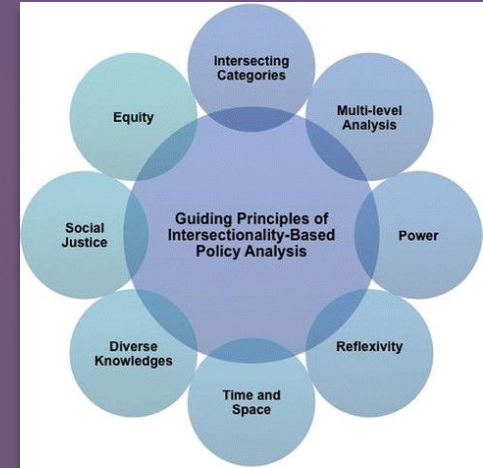 Intersecting
Categories
Multi-level
Analysis
Power
Reflexivity
Time and
Space
Diverse
Knowledges
Social
Justice
Equity
Guiding Principles of
Intersectionality-Based
Policy Analysis